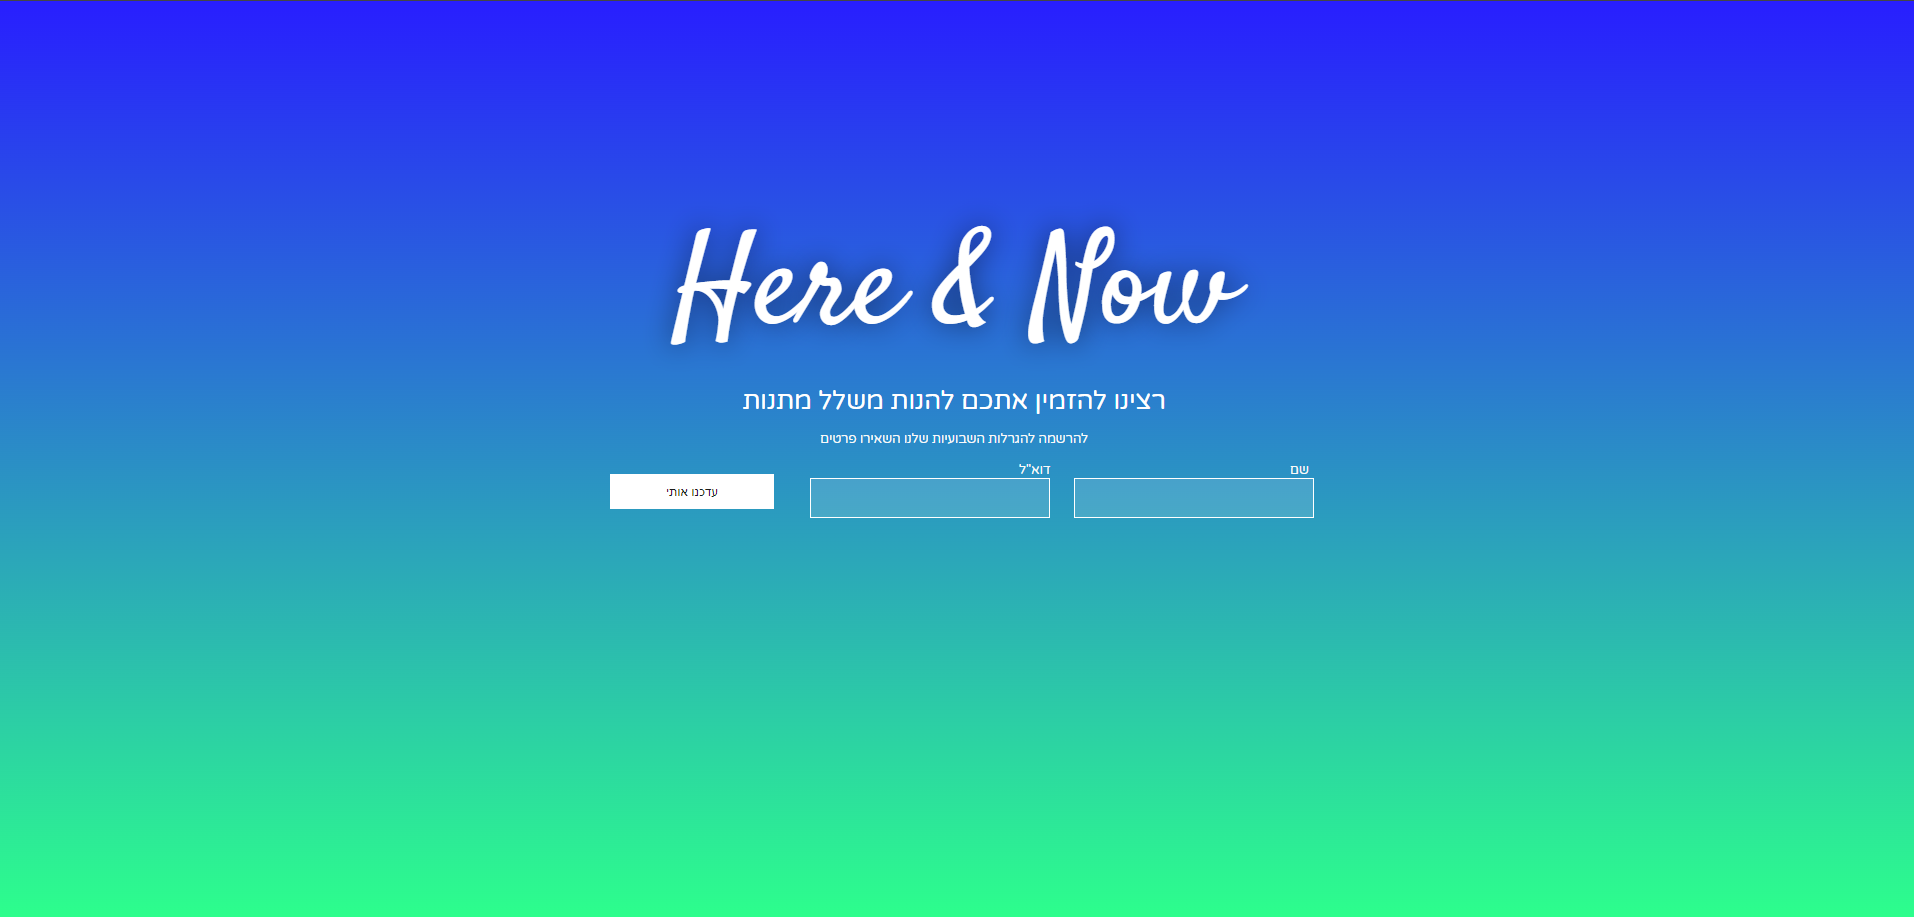 Here & Now
רצינו להזמין אתכם להנות משלל מתנות
להרשמה להגרלות השבועיות שלנו השאירו פרטים
שם
דוא"ל
עדכנו אותי